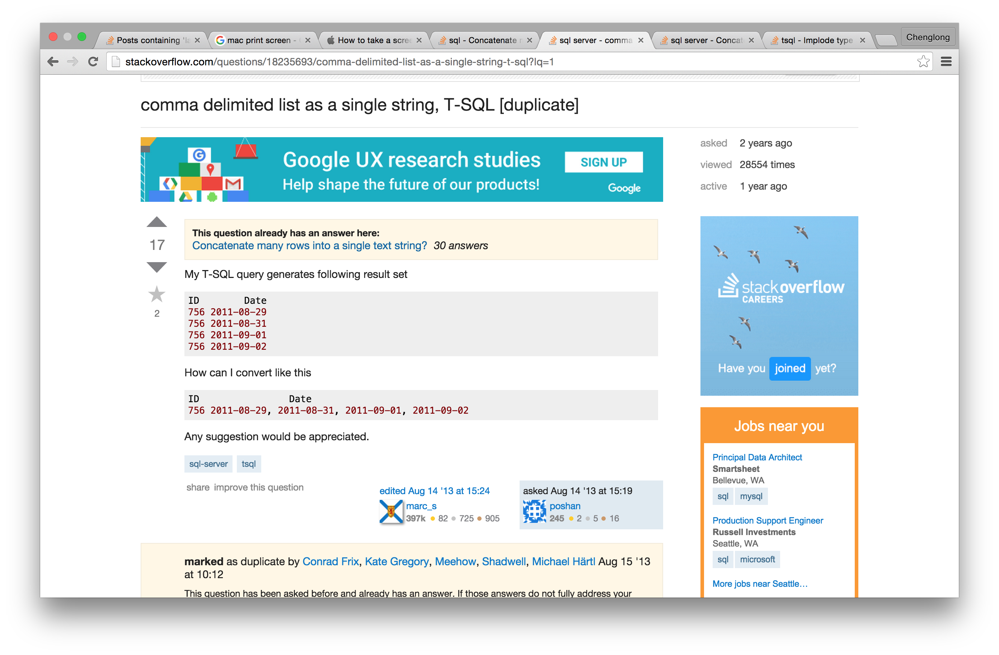 Posts containing 'la
mac print screen -
How to take a scree
sql - Concatenate
sql server - comma
sql server - Concat
tsql - Implode type
Chenglong
stackoverflow.com/questions/18235693/comma-delimited-list-as-a-single-string-t-sql?lq=1
comma delimited list as a single string, T-SQL [duplicate]
Google UX research studies
Help shape the future of our products!
SIGN UP
Google
asked 2 years ago
viewed 28554 times
active 1 year ago
17
2
This question already has an answer here:
Concatenate many rows into a single text string? 30 answers
My T-SQL query generates following result set
ID Date
756 2011-08-29
756 2011-08-31
756 2011-09-01
756 2011-09-02
How can I convert like this
ID Date
756 2011-08-29, 2011-08-31, 2011-09-01, 2011-09-02
Any suggestion would be appreciated.
sql-server tsql
share improve this question
edited Aug 14 '13 at 15:24
marc_s
397k 82 725 905
asked Aug 14 '13 at 15:19
poshan
245 2 5 16
marked as duplicate by Conrad Frix, Kate Gregory, Meehow, Shadwell, Michael Härtl Aug 15 '13
at 10:12
This question has been asked before and already has an answer. If those answers do not fully address your
stackoverflow
CAREERS
Have you joined yet?
Jobs near you
Principal Data Architect
Smartsheet
Bellevue, WA
sql mysql
Production Support Engineer
Russell Investments
Seattle, WA
sql microsoft
More jobs near Seattle…